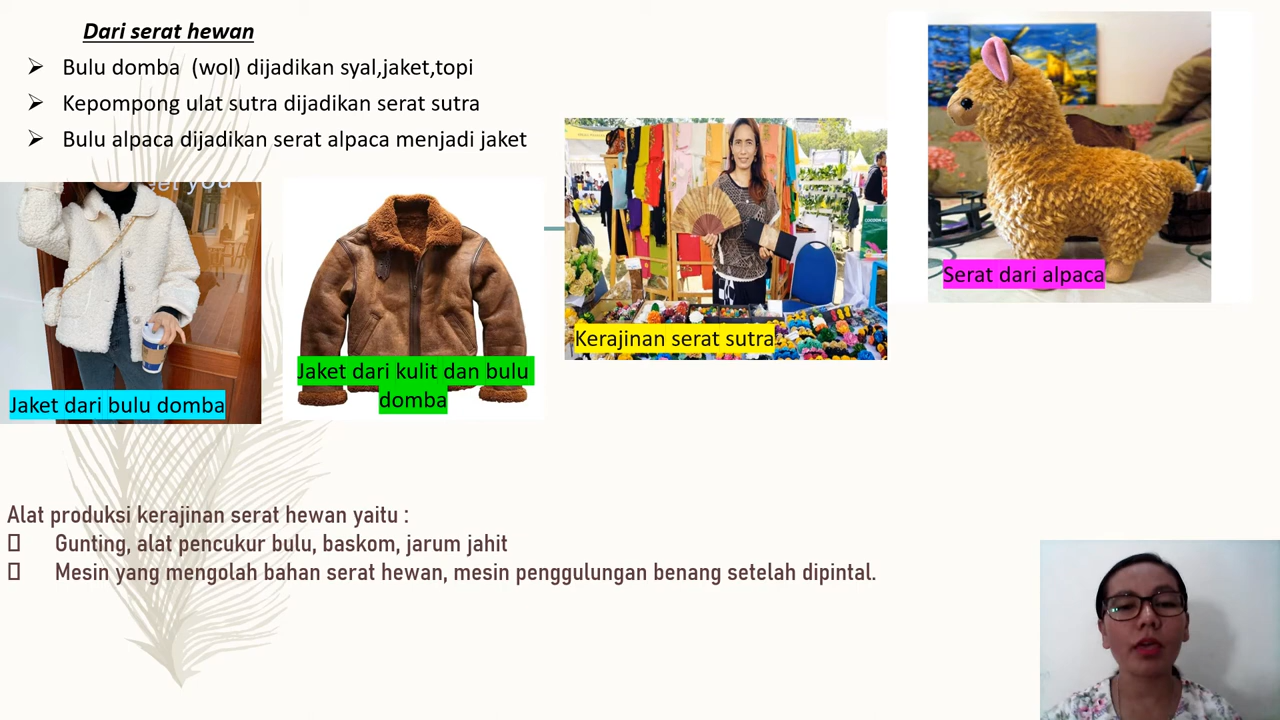 Dari serat hewan
Bulu domba (wol) dijadikan syal,jaket,topi
Kepompong ulat sutra dijadikan serat sutra
Bulu alpaca dijadikan serat alpaca menjadi jaket
Jaket dari bulu domba
Jaket dari kulit dan bulu
domba
Kerajinan serat sutra
Serat dari alpaca
Alat produksi kerajinan serat hewan yaitu :
Gunting, alat pencukur bulu, baskom, jarum jahit
Mesin yang mengolah bahan serat hewan, mesin penggulungan benang setelah dipintal.